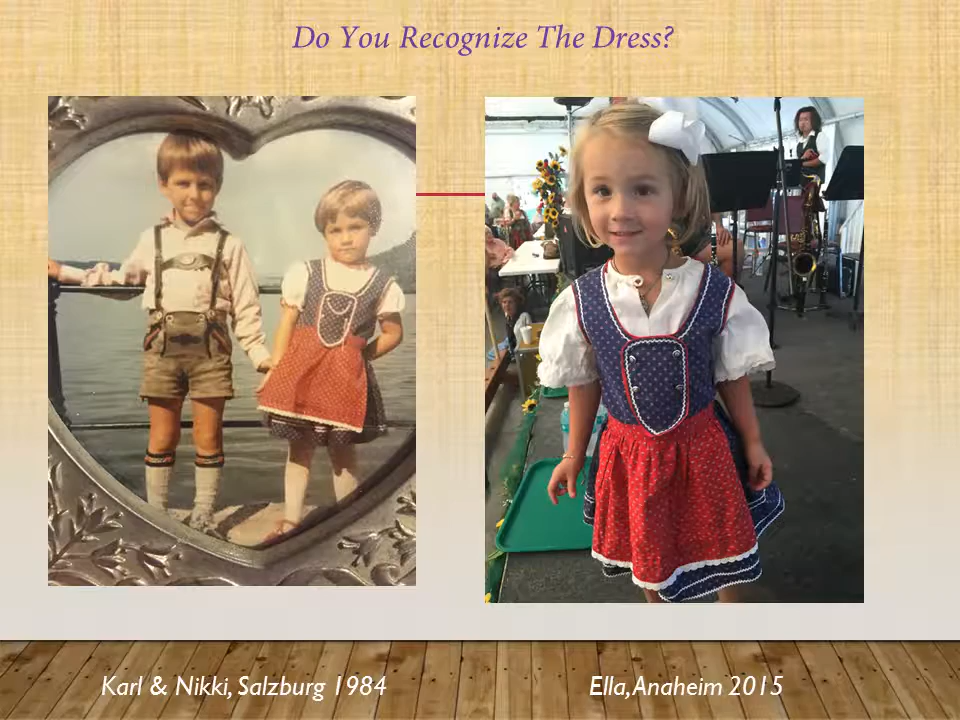 Do You Recognize The Dress?
Karl & Nikki, Salzburg 1984
Ella,Anaheim 2015